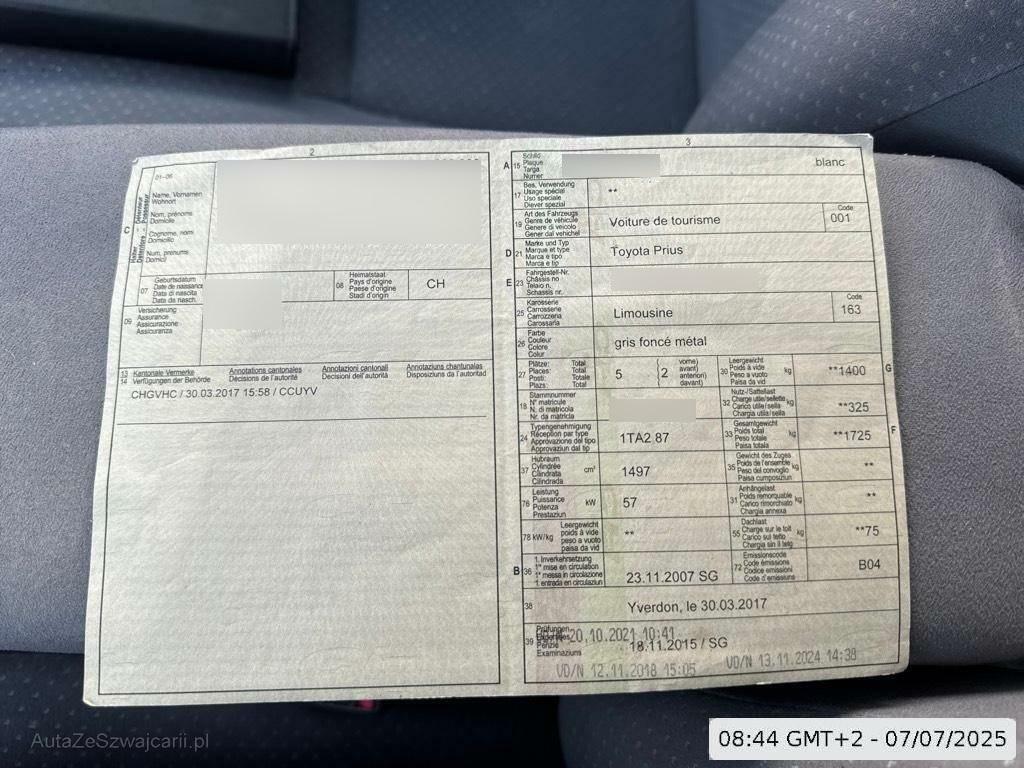 2
01-06
C
Halter
Détenteur
Detentore - Possessur
Name, Vornamen
Wohnort
Nom, prénoms
Domicile
Cognome, nomi
Domicilio
Num, prenums
Domicil
07
Geburtsdatum
Date de naissance
Data di nascita
Data da nasch.
08
Heimatstaat
Pays d'origine
Paese d'origine
Stadi d'origin
CH
09
Versicherung
Assurance
Assicurazione
Assicuranza
13
14
Kantonale Vermerke
Verfügungen der Behörde
Annotations cantonales
Décisions de l'autorité
Annotazioni cantonali
Decisioni dell'autorità
Annotaziuns chantunalas
Disposiziuns da l'autoritad
CHGVHC / 30.03.2017 15:58 / CCUYV
3
A 15
Schild
Plaque
Targa
Numer
blanc
17
Bes. Verwendung
Usage spécial
Uso speciale
Diever spezial
**
19
Art des Fahrzeugs
Genre de véhicule
Genere di veicolo
Gener dal vehichel
Voiture de tourisme
Code
001
D 21
Marke und Typ
Marque et type
Marca e tipo
Marca e tip
Toyota Prius
E 23
Fahrgestell-Nr.
Châssis no
Telaio n.
Schassis nr.
25
Karosserie
Carrosserie
Carrozzeria
Carossaria
Limousine
Code
163
26
Farbe
Couleur
Colore
Colur
gris foncé métal
27
Plätze: Total
Places: Total
Posti: Totale
Plazs: Total
5
2
vorne)
avant)
anteriori)
davant)
30
Leergewicht
Poids à vide
Peso a vuoto
Paisa da vid
kg
**1400
G
18
Stammnummer
N° matricule
N. di matricola
Nr. da matricla
32
Nutz-/Sattellast
Charge utile/sellette
Carico utile/sella
Chargia utila/sella
kg
**325
24
Typengenehmigung
Réception par type
Approvazione del tipo
Approvaziun dal tip
1TA2 87
33
Gesamtgewicht
Poids total
Peso totale
Paisa totala
kg
**1725
F
37
Hubraum
Cylindrée
Cilindrata
Cilindrada
cm³
1497
35
Gewicht des Zuges
Poids de l'ensemble
Peso del convoglio
Paisa cumposiziun
kg
**
76
Leistung
Puissance
Potenza
Prestaziun
kW
57
31
Anhängelast
Poids remorquable
Carico rimorchiato
Chargia annexa
kg
**
78 kW/kg
Leergewicht
poids à vide
peso a vuoto
paisa da vid
**
55
Dachlast
Charge sur le toit
Carico sul tetto
Chargia sin il tetg
kg
**75
B 36
1. Inverkehrsetzung
1re mise en circulation
1a messa in circolazione
1. entrada en circulaziun
23.11.2007 SG
72
Emissionscode
Code émissions
Codice emissioni
Code d'emissiuns
B04
38
Yverdon, le 30.03.2017
39
Prüfungen
Expertises
Perizie
Examinaziuns
20.10.2021 10:41
18.11.2015 / SG
VD/N 12.11.2018 15:05
VD/N 13.11.2024 14:38
AutaZeSzwajcarii.pl
08:44 GMT+2 - 07/07/2025